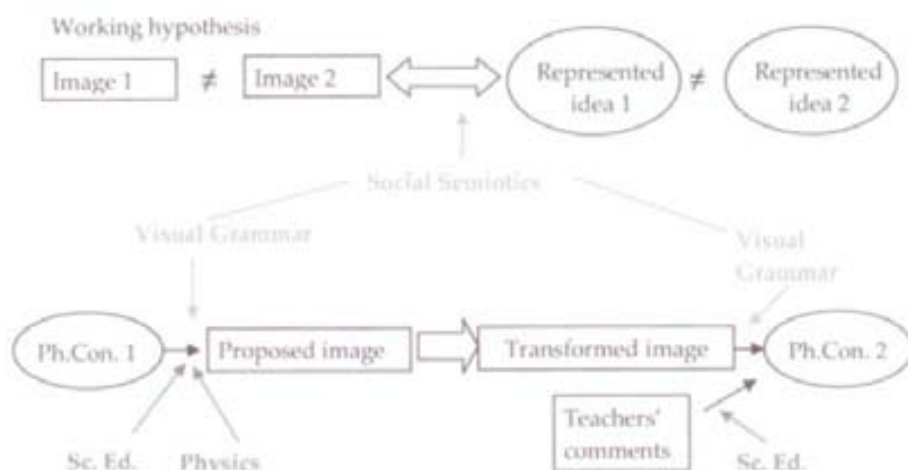 Working hypothesis
Image 1 ≠ Image 2 Represented idea 1 ≠ Represented idea 2
Social Semiotics
Visual Grammar
Visual Grammar
Ph.Con. 1 Proposed image Transformed image Ph.Con. 2
Teachers' comments
Sc. Ed. Physics Sc. Ed.